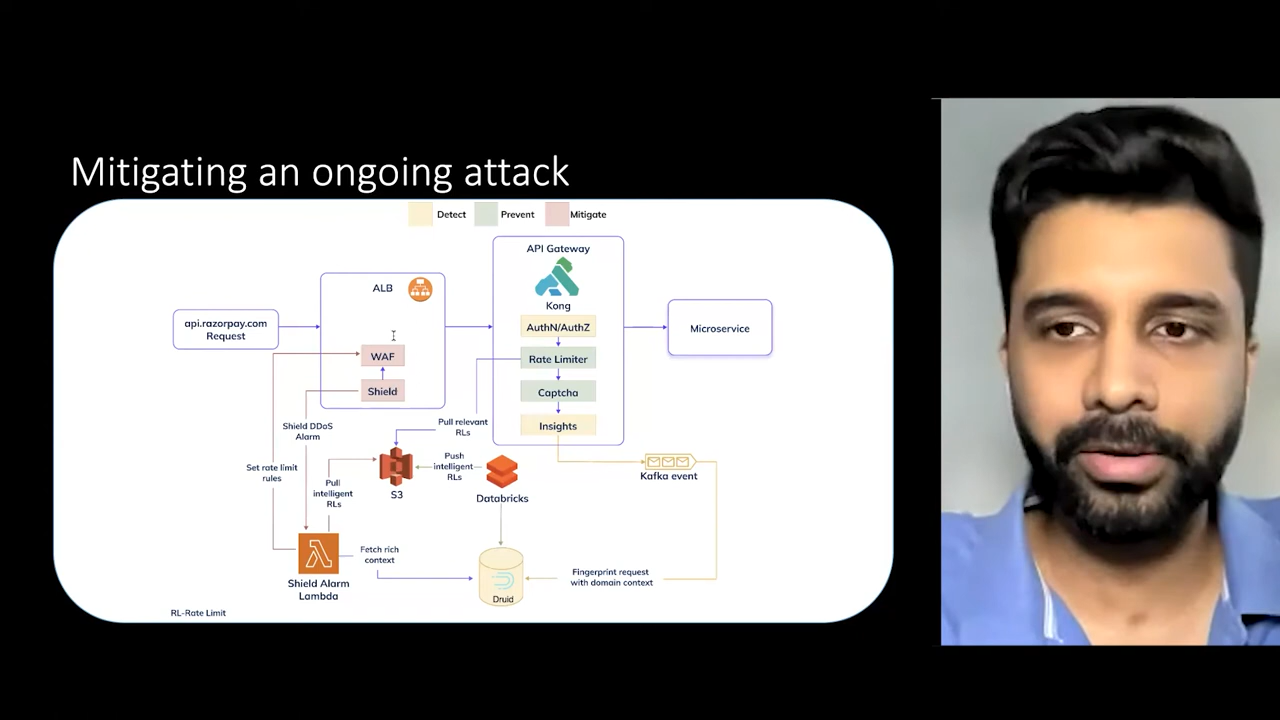 Mitigating an ongoing attack
Detect
Prevent
Mitigate
API Gateway
Kong
AuthN/AuthZ
Rate Limiter
Captcha
Insights
ALB
WAF
Shield
api.razorpay.com
Request
Microservice
Shield DDoS
Alarm
Set rate limit
rules
Pull
intelligent
RLs
Pull relevant
RLs
Push
intelligent
RLs
S3
Databricks
Kafka event
Shield Alarm
Lambda
Fetch rich
context
Druid
Fingerprint request
with domain context
RL-Rate Limit